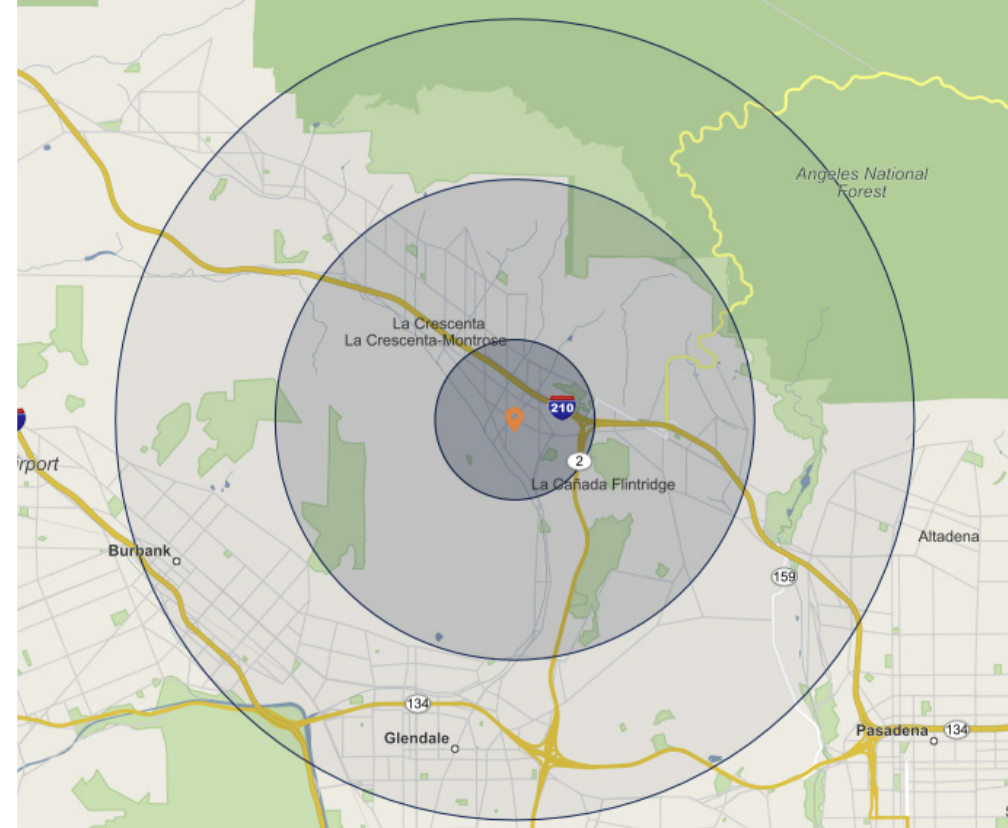 Angeles National
Forest
La Crescenta
La Crescenta-Montrose
210
2
irport
La Cañada Flintridge
Burbank
Altadena
159
134
Glendale
Pasadena
134